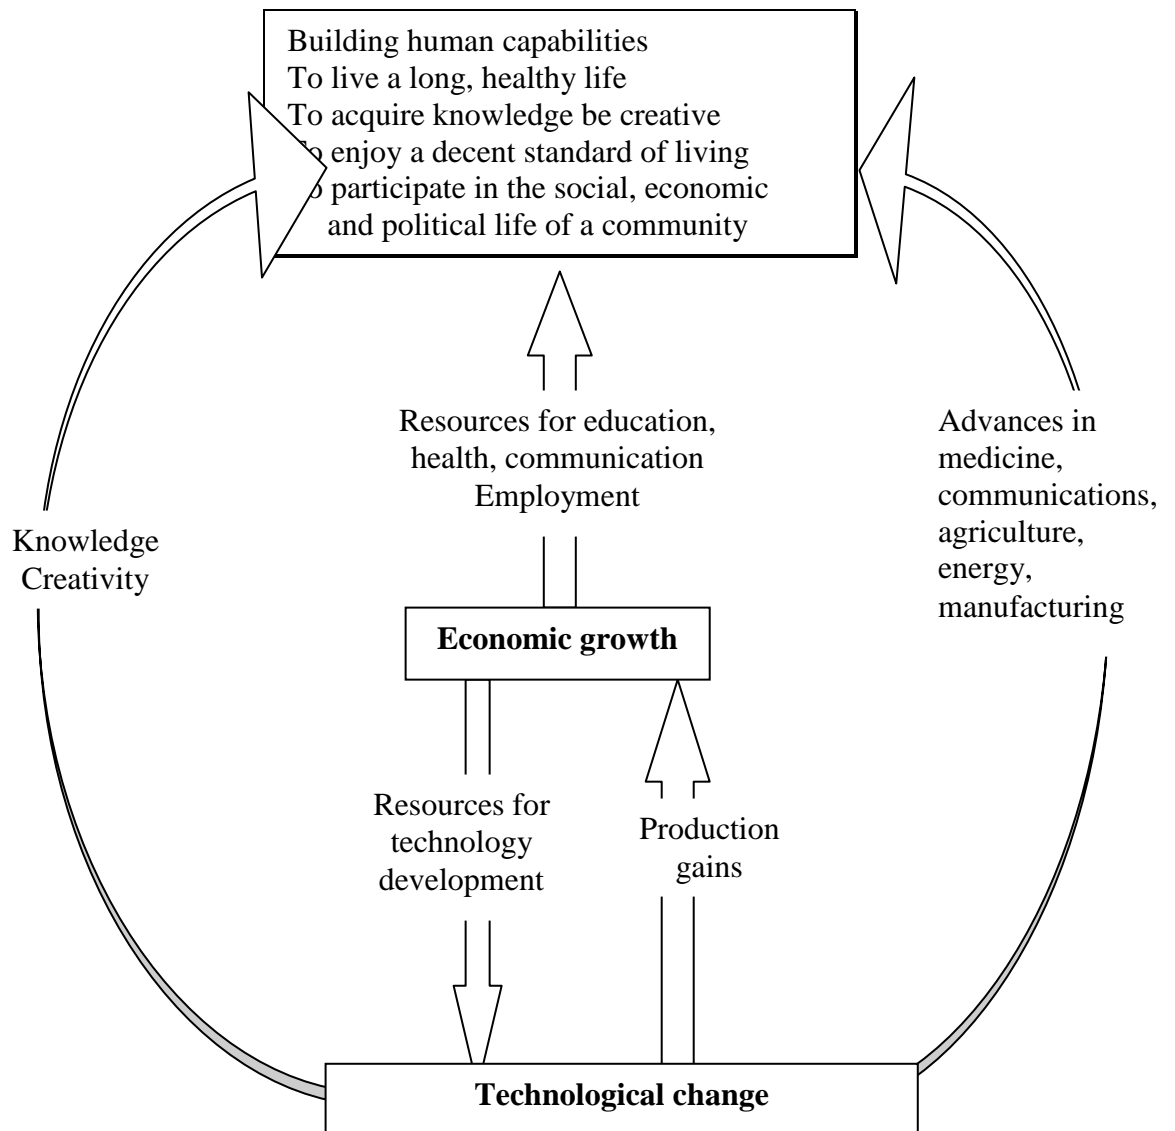 Building human capabilities
To live a long, healthy life
To acquire knowledge be creative
To enjoy a decent standard of living
To participate in the social, economic
and political life of a community
Resources for education,
health, communication
Employment
Advances in
medicine,
communications,
agriculture,
energy,
manufacturing
Knowledge
Creativity
Economic growth
Resources for
technology
development
Production
gains
Technological change